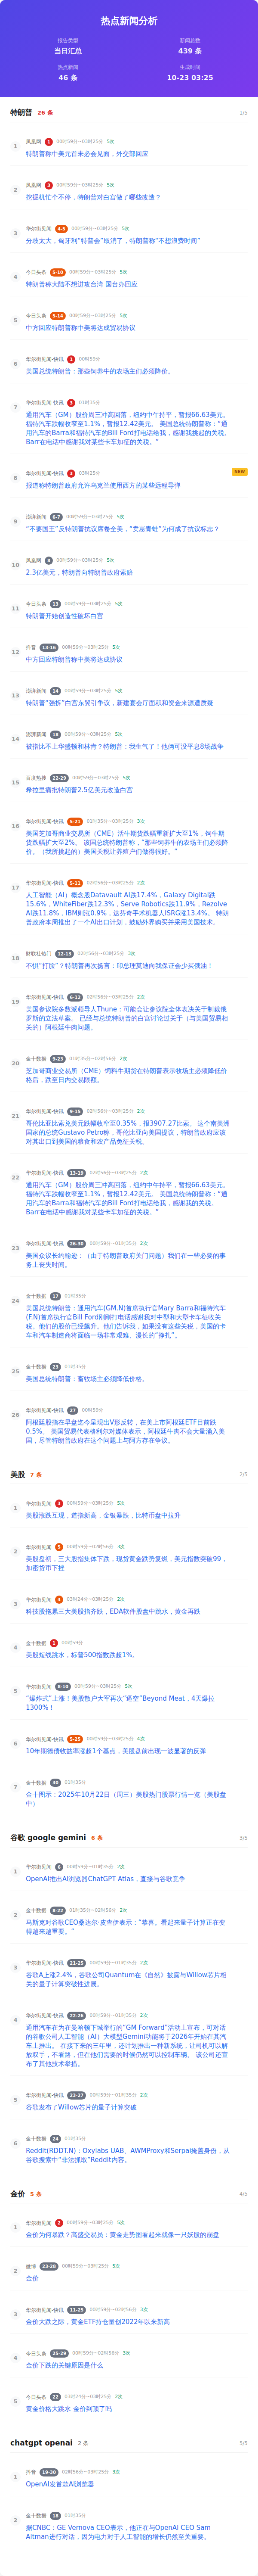 热点新闻分析
报告类型
当日汇总
新闻总数
439 条
热点新闻
46 条
生成时间
10-23 03:25
特朗普 26 条 1/5
1 凤凰网 1 00时59分~03时25分 5次
特朗普称中美元首未必会见面，外交部回应
2 凤凰网 3 00时59分~03时25分 5次
挖掘机忙个不停，特朗普对白宫做了哪些改造？
3 华尔街见闻 4-5 00时59分~03时25分 5次
分歧太大，匈牙利“特普会”取消了，特朗普称“不想浪费时间”
4 今日头条 5-10 00时59分~03时25分 5次
特朗普称大陆不想进攻台湾 国台办回应
5 今日头条 5-14 00时59分~03时25分 5次
中方回应特朗普称中美将达成贸易协议
6 华尔街见闻-快讯 1 00时59分
美国总统特朗普：那些饲养牛的农场主们必须降价。
7 华尔街见闻-快讯 3 01时35分
通用汽车（GM）股价周三冲高回落，纽约中午持平，暂报66.63美元。
福特汽车跌幅收窄至1.1%，暂报12.42美元。 美国总统特朗普称：“通
用汽车的Barra和福特汽车的Bill Ford打电话给我，感谢我挑起的关税。
Barr在电话中感谢我对某些卡车加征的关税。”
8 华尔街见闻-快讯 3 03时25分 NEW
报道称特朗普政府允许乌克兰使用西方的某些远程导弹
9 澎湃新闻 6-7 00时59分~03时25分 5次
“不要国王”反特朗普抗议席卷全美，“卖惩青蛙”为何成了抗议标志？
10 凤凰网 8 00时59分~03时25分 5次
2.3亿美元，特朗普向特朗普政府索赔
11 今日头条 13 00时59分~03时25分 5次
特朗普开始创造性破坏白宫
12 抖音 13-16 00时59分~03时25分 5次
中方回应特朗普称中美将达成协议
13 澎湃新闻 14 00时59分~03时25分 5次
特朗普“强拆”白宫东翼引争议，新建宴会厅面积和资金来源遭质疑
14 澎湃新闻 18 00时59分~03时25分 5次
被指比不上华盛顿和林肯？特朗普：我生气了！他俩可没平息8场战争
15 百度热搜 22-29 00时59分~03时25分 5次
希拉里痛批特朗普2.5亿美元改造白宫
16 华尔街见闻-快讯 5-21 01时35分~03时25分 3次
美国芝加哥商业交易所（CME）活牛期货跌幅重新扩大至1%，饲牛期
货跌幅扩大至2%。 该国总统特朗普称，“那些饲养牛的农场主们必须降
价。（我所挑起的）美国关税让养殖户们做得很好。”
17 华尔街见闻-快讯 5-11 02时56分~03时25分 2次
人工智能（AI）概念股Datavault AI跌17.4%，Galaxy Digital跌
15.6%，WhiteFiber跌12.3%，Serve Robotics跌11.9%，Rezolve
AI跌11.8%，IBM则涨0.9%，达芬奇手术机器人ISRG涨13.4%。 特朗
普政府本周推出了一个AI出口计划，鼓励外界购买并采用美国技术。
18 财联社热门 12-13 02时56分~03时25分 3次
不惧“打脸”？特朗普再次扬言：印总理莫迪向我保证会少买俄油！
19 华尔街见闻-快讯 6-12 02时56分~03时25分 2次
美国参议院多数派领导人Thune：可能会让参议院全体表决关于制裁俄
罗斯的立法草案。 已经与总统特朗普的白宫讨论过关于（与美国贸易相
关的）阿根廷牛肉问题。
20 金十数据 9-23 01时35分~02时56分 2次
芝加哥商业交易所（CME）饲料牛期货在特朗普表示牧场主必须降低价
格后，跌至日内交易限额。
21 华尔街见闻-快讯 9-15 02时56分~03时25分 2次
哥伦比亚比索兑美元跌幅收窄至0.35%，报3907.27比索。 这个南美洲
国家的总统Gustavo Petro称，哥伦比亚向美国提议，特朗普政府应该
对其出口到美国的粮食和农产品免征关税。
22 华尔街见闻-快讯 13-19 02时56分~03时25分 2次
通用汽车（GM）股价周三冲高回落，纽约中午持平，暂报66.63美元。
福特汽车跌幅收窄至1.1%，暂报12.42美元。 美国总统特朗普称：“通
用汽车的Barra和福特汽车的Bill Ford打电话给我，感谢我的关税。
Barr在电话中感谢我对某些卡车加征的关税。”
23 华尔街见闻-快讯 26-30 00时59分~01时35分 2次
美国众议长约翰逊：（由于特朗普政府关门问题）我们在一些必要的事
务上丧失时间。
24 金十数据 17 01时35分
美国总统特朗普：通用汽车(GM.N)首席执行官Mary Barra和福特汽车
(F.N)首席执行官Bill Ford刚刚打电话感谢我对中型和大型卡车征收关
税。他们的股价已经飙升。他们告诉我，如果没有这些关税，美国的卡
车和汽车制造商将面临一场非常艰难、漫长的“挣扎”。
25 金十数据 23 01时35分
美国总统特朗普：畜牧场主必须降低价格。
26 华尔街见闻-快讯 27 00时59分
阿根廷股指在早盘迄今呈现出V形反转，在美上市阿根廷ETF目前跌
0.5%。 美国贸易代表格利尔对媒体表示，阿根廷牛肉不会大量涌入美
国，尽管特朗普政府在这个问题上与阿方存在争议。
美股 7 条 2/5
1 华尔街见闻 3 00时59分~03时25分 5次
美股涨跌互现，道指新高，金银暴跌，比特币盘中拉升
2 华尔街见闻 5 00时59分~02时56分 3次
美股盘初，三大股指集体下跌，现货黄金跌势复燃，美元指数突破99，
加密货币下挫
3 华尔街见闻 4 03时24分~03时25分 2次
科技股拖累三大美股指齐跌，EDA软件股盘中跳水，黄金再跌
4 金十数据 1 00时59分
美股短线跳水，标普500指数跌超1%。
5 华尔街见闻 8-10 00时59分~03时25分 5次
“爆炸式”上涨！美股散户大军再次“逼空”Beyond Meat，4天爆拉
1300%！
6 华尔街见闻-快讯 5-25 00时59分~03时25分 4次
10年期德债收益率涨超1个基点，美股盘前出现一波显著的反弹
7 金十数据 30 01时35分
金十图示：2025年10月22日（周三）美股热门股票行情一览（美股盘
中）
谷歌 google gemini 6 条 3/5
1 华尔街见闻 6 00时59分~01时35分 2次
OpenAI推出AI浏览器ChatGPT Atlas，直接与谷歌竞争
2 金十数据 8-22 01时35分~02时56分 2次
马斯克对谷歌CEO桑达尔·皮查伊表示：“恭喜。看起来量子计算正在变
得越来越重要。”
3 华尔街见闻-快讯 21-25 00时59分~01时35分 2次
谷歌A上涨2.4%，谷歌公司Quantum在《自然》披露与Willow芯片相
关的量子计算突破性进展。
4 华尔街见闻-快讯 22-26 00时59分~01时35分 2次
通用汽车在为在曼哈顿下城举行的“GM Forward”活动上宣布，可对话
的谷歌公司人工智能（AI）大模型Gemini功能将于2026年开始在其汽
车上推出。 在接下来的三年里，还计划推出一种新系统，让司机可以解
放双手，不看路，但在他们需要的时候仍然可以控制车辆。 该公司还宣
布了其他技术举措。
5 华尔街见闻-快讯 23-27 00时59分~01时35分 2次
谷歌发布了Willow芯片的量子计算突破
6 金十数据 24 01时35分
Reddit(RDDT.N)：Oxylabs UAB、AWMProxy和Serpai掩盖身份，从
谷歌搜索中“非法抓取”Reddit内容。
金价 5 条 4/5
1 华尔街见闻 2 00时59分~03时25分 5次
金价为何暴跌？高盛交易员：黄金走势图看起来就像一只妖股的崩盘
2 微博 23-28 00时59分~03时25分 5次
金价
3 华尔街见闻-快讯 11-25 00时59分~02时56分 3次
金价大跌之际，黄金ETF持仓量创2022年以来新高
4 今日头条 25-29 00时59分~03时25分 3次
金价下跌的关键原因是什么
5 今日头条 22 03时24分~03时25分 2次
黄金价格大跳水 金价到顶了吗
chatgpt openai 2 条 5/5
1 抖音 19-30 02时56分~03时25分 3次
OpenAI发首款AI浏览器
2 金十数据 18 01时35分
据CNBC：GE Vernova CEO表示，他正在与OpenAI CEO Sam
Altman进行对话，因为电力对于人工智能的增长仍然至关重要。